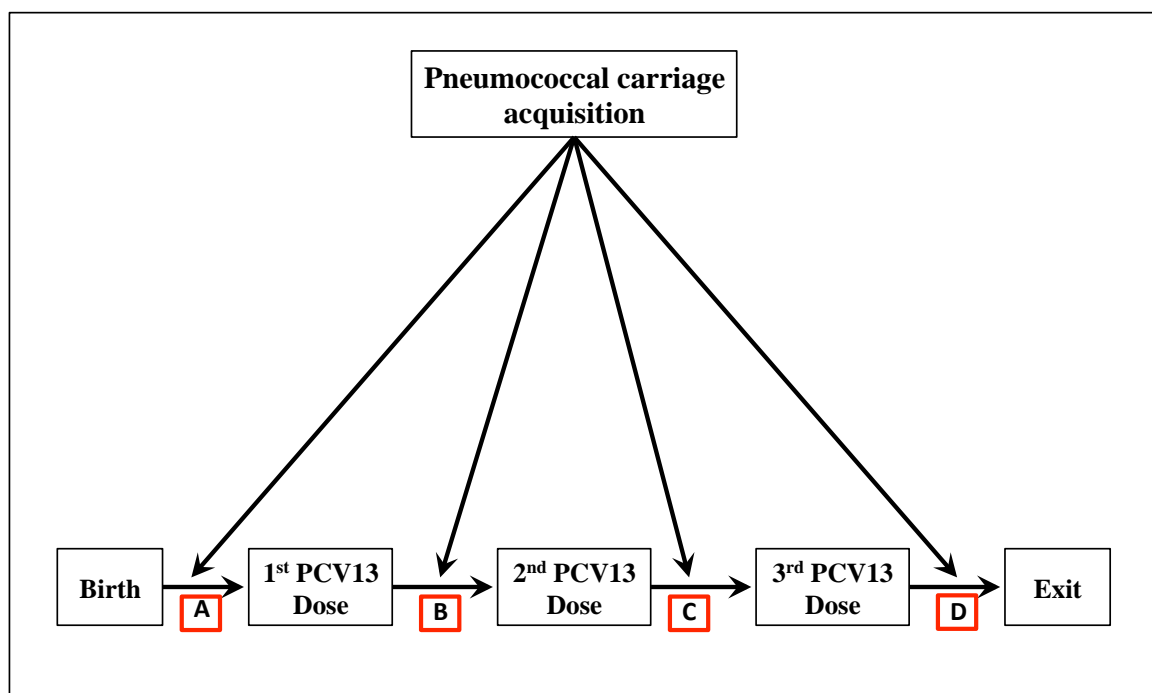 Pneumococcal carriage
acquisition
Birth
1st PCV13
Dose
2nd PCV13
Dose
3rd PCV13
Dose
Exit
A
B
C
D